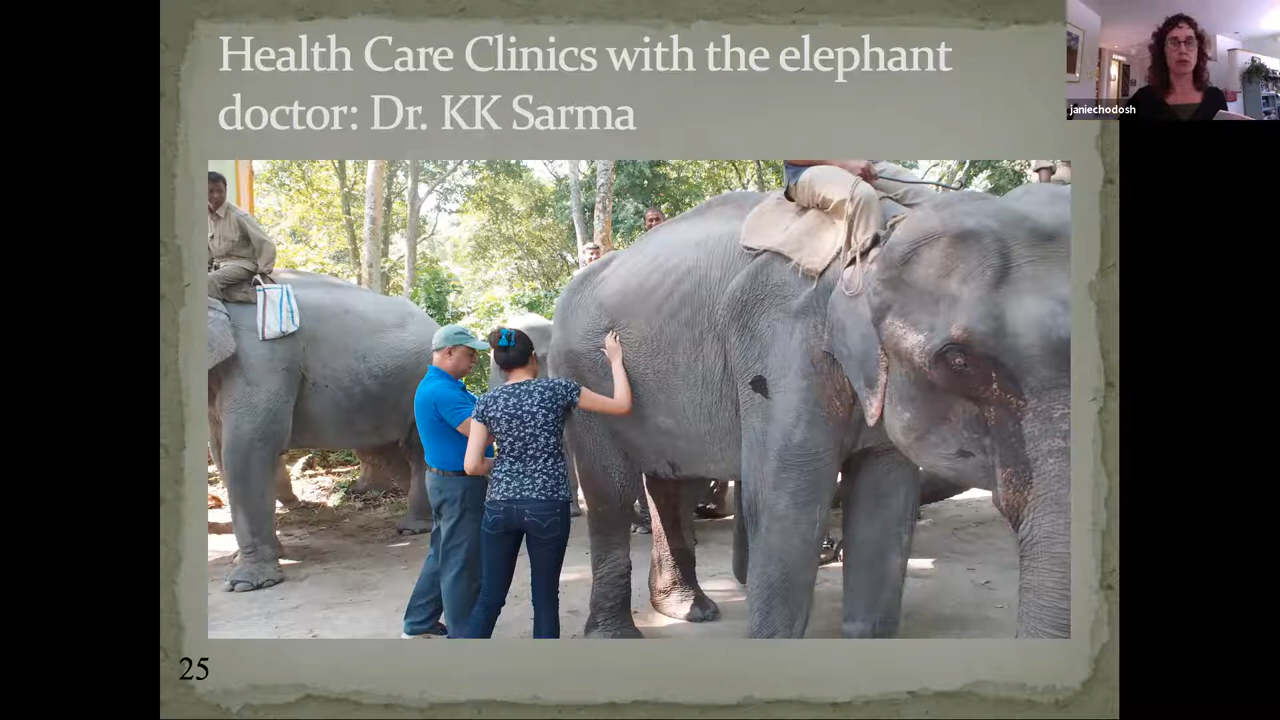 Health Care Clinics with the elephant
doctor: Dr. KK Sarma
janiechodosh
25